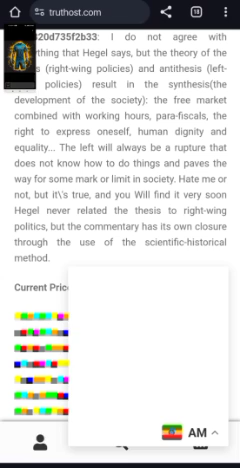 truthost.com
18
320d735f2b33: I do not agree with
everything that Hegel says, but the theory of the
(right-wing policies) and antithesis (left-
policies) result in the synthesis(the
development of the society): the free market
combined with working hours, para-fiscals, the
right to express oneself, human dignity and
equality... The left will always be a rupture that
does not know how to do things and paves the
way for some mark or limit in society. Hate me or
not, but it\'s true, and you Will find it very soon
Hegel never related the thesis to right-wing
politics, but the commentary has its own closure
through the use of the scientific-historical
method.
Current Pric
AM